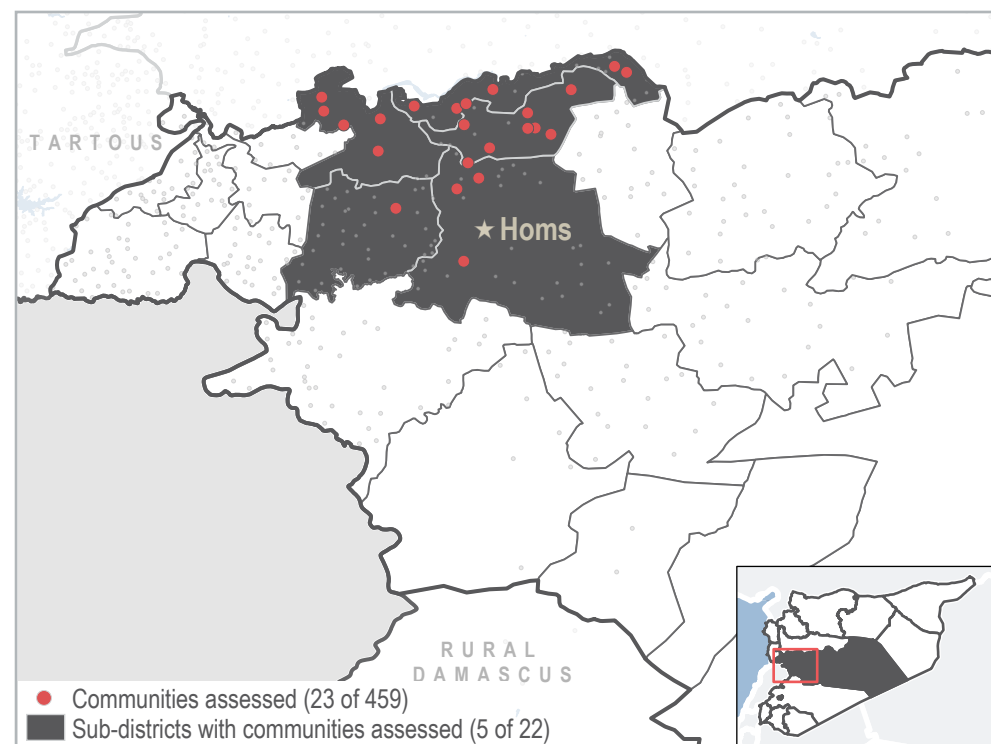 TARTOUS
Homs
RURAL
DAMASCUS
Communities assessed (23 of 459)
Sub-districts with communities assessed (5 of 22)